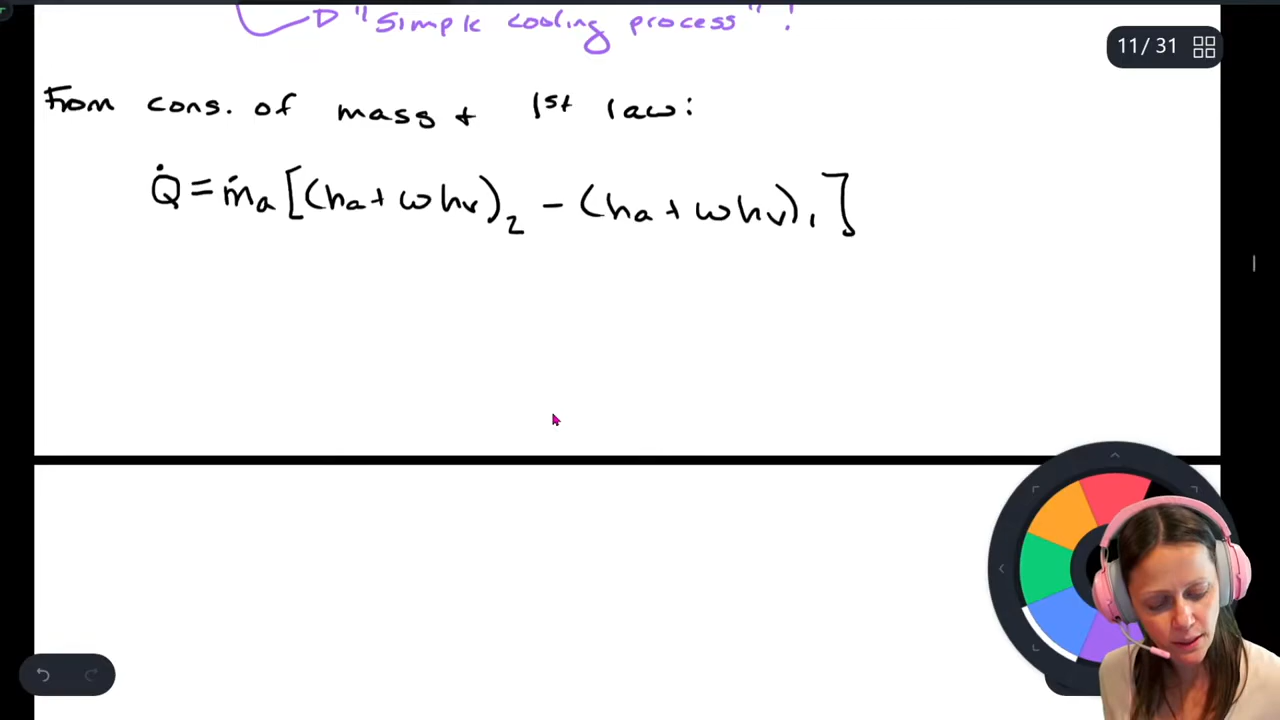 "Simple cooling process"!
11/31
From cons. of mass + 1st law:
Q̇ = ṁa [(ha + ωhv)2 − (ha + ωhv)1]